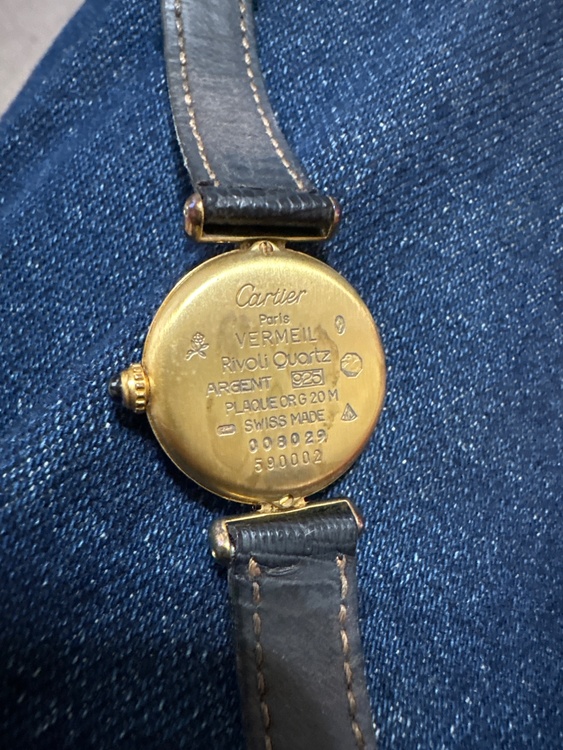 Cartier
Paris
VERMEIL
Rivoli Quartz
ARGENT 925
PLAQUE OR G 20 M
SWISS MADE
008029
590002